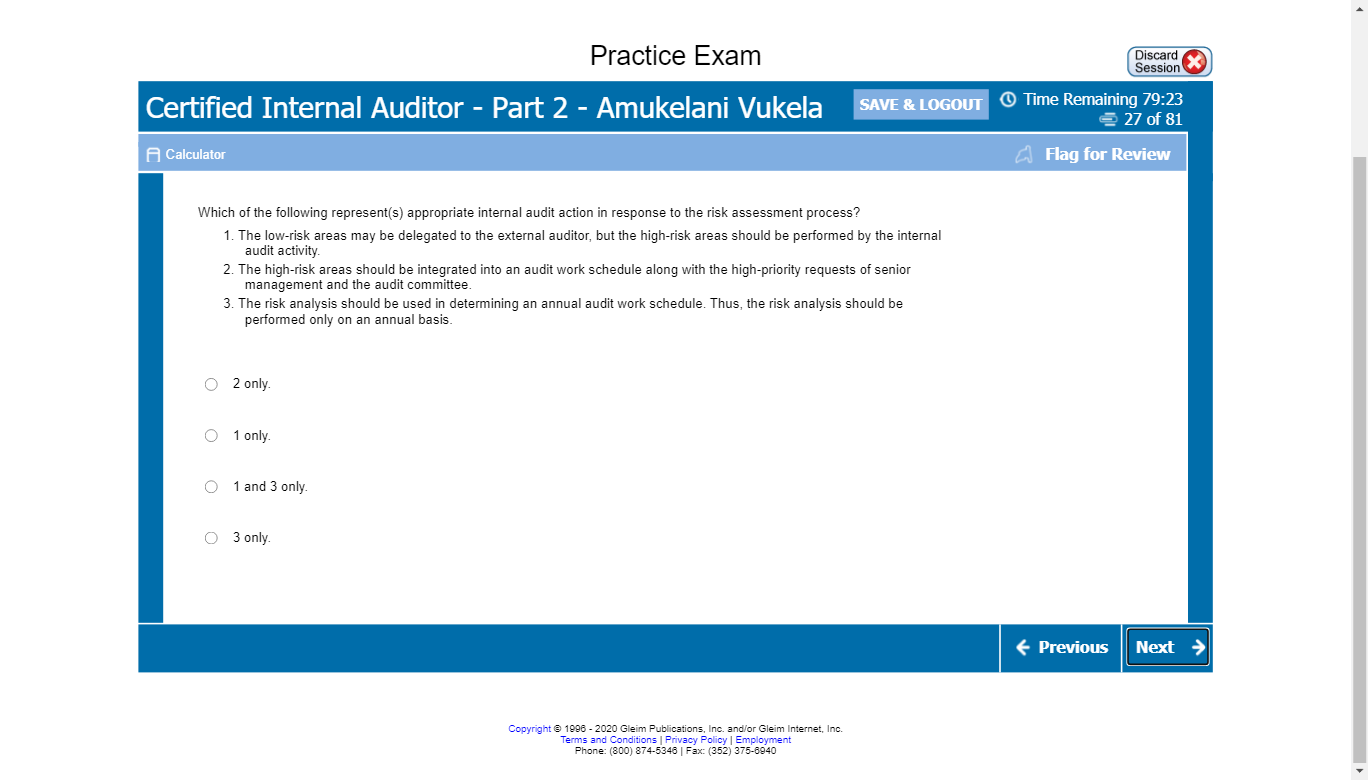 Practice Exam
Discard
Session
Certified Internal Auditor - Part 2 - Amukelani Vukela
SAVE & LOGOUT
Time Remaining 79:23
27 of 81
Calculator
Flag for Review
Which of the following represent(s) appropriate internal audit action in response to the risk assessment process?
1. The low-risk areas may be delegated to the external auditor, but the high-risk areas should be performed by the internal
audit activity.
2. The high-risk areas should be integrated into an audit work schedule along with the high-priority requests of senior
management and the audit committee.
3. The risk analysis should be used in determining an annual audit work schedule. Thus, the risk analysis should be
performed only on an annual basis.
2 only.
1 only.
1 and 3 only.
3 only.
Previous
Next
Copyright © 1996 - 2020 Gleim Publications, Inc. and/or Gleim Internet, Inc.
Terms and Conditions | Privacy Policy | Employment
Phone: (800) 874-5346 | Fax: (352) 375-6940